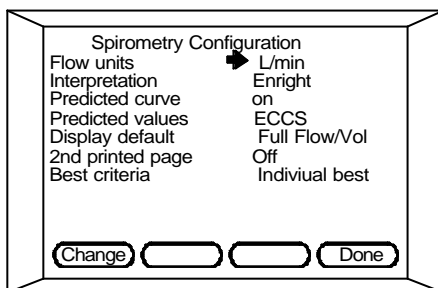 Spirometry Configuration
Flow units L/min
Interpretation Enright
Predicted curve on
Predicted values ECCS
Display default Full Flow/Vol
2nd printed page Off
Best criteria Indiviual best
Change Done